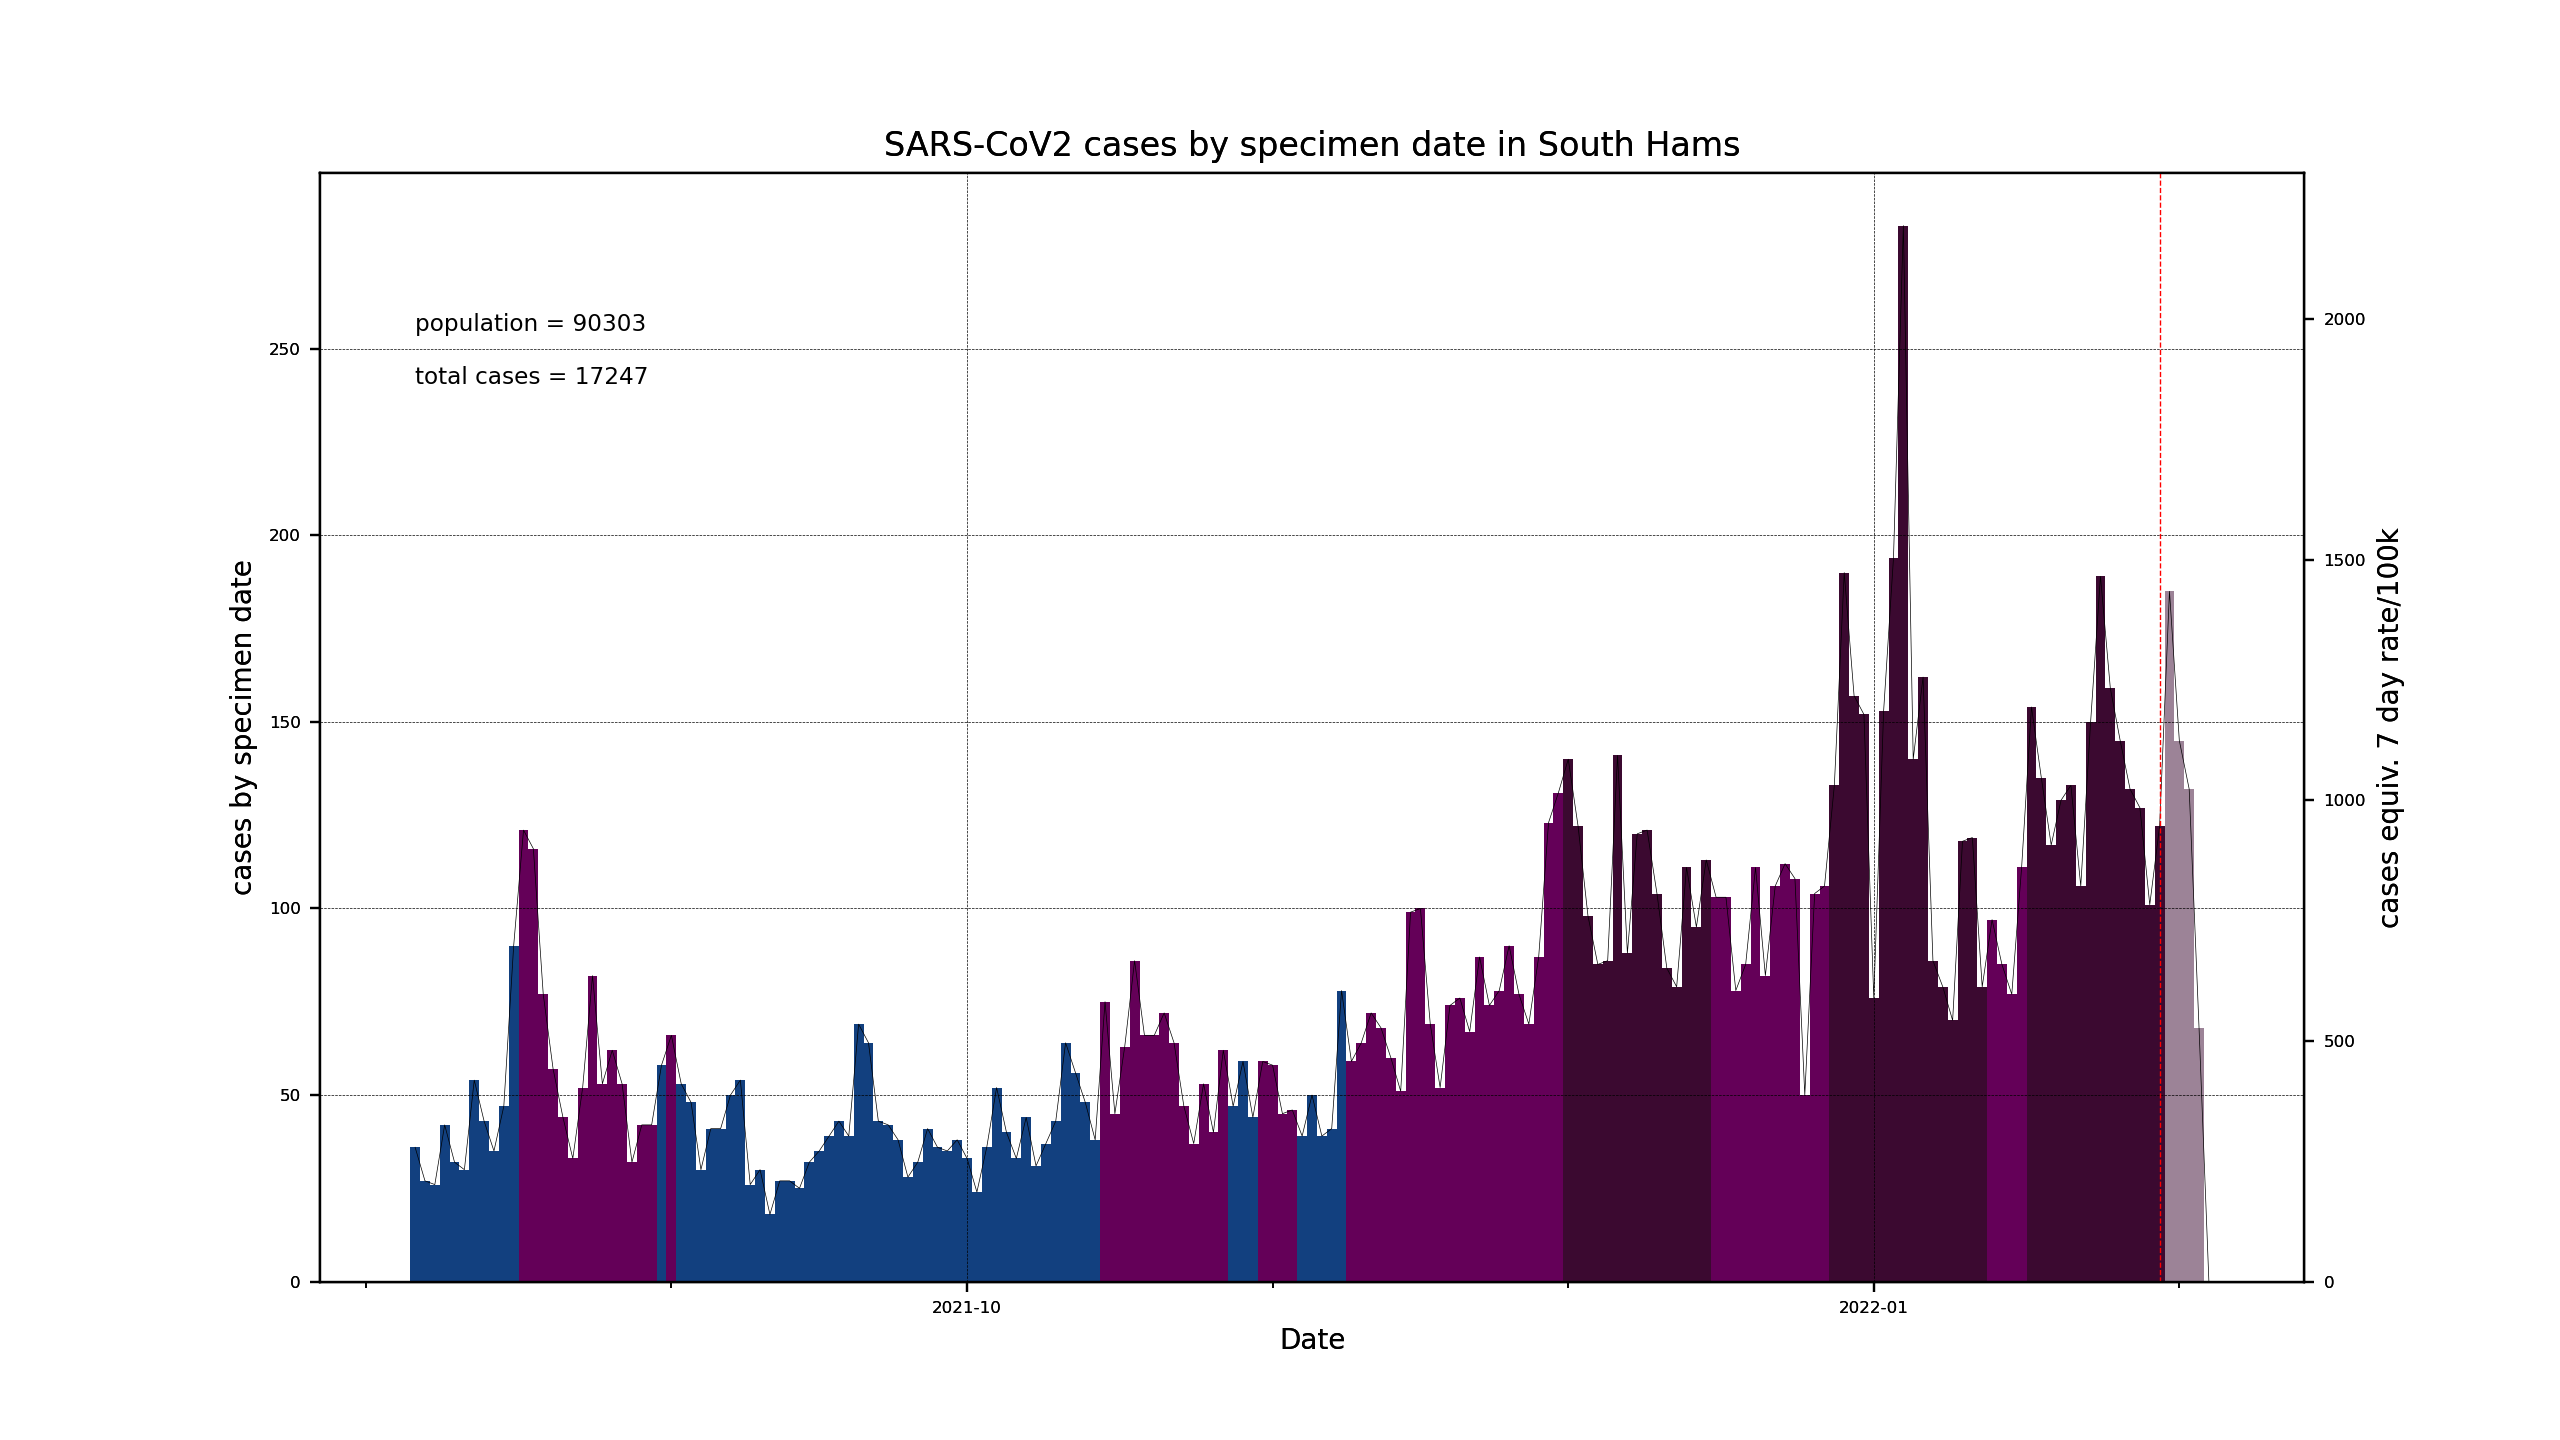 SARS-CoV2 cases by specimen date in South Hams
population = 90303
total cases = 17247
cases by specimen date
250
200
150
100
50
0
2000
1500
1000
500
0
cases equiv. 7 day rate/100k
2021-10
2022-01
Date